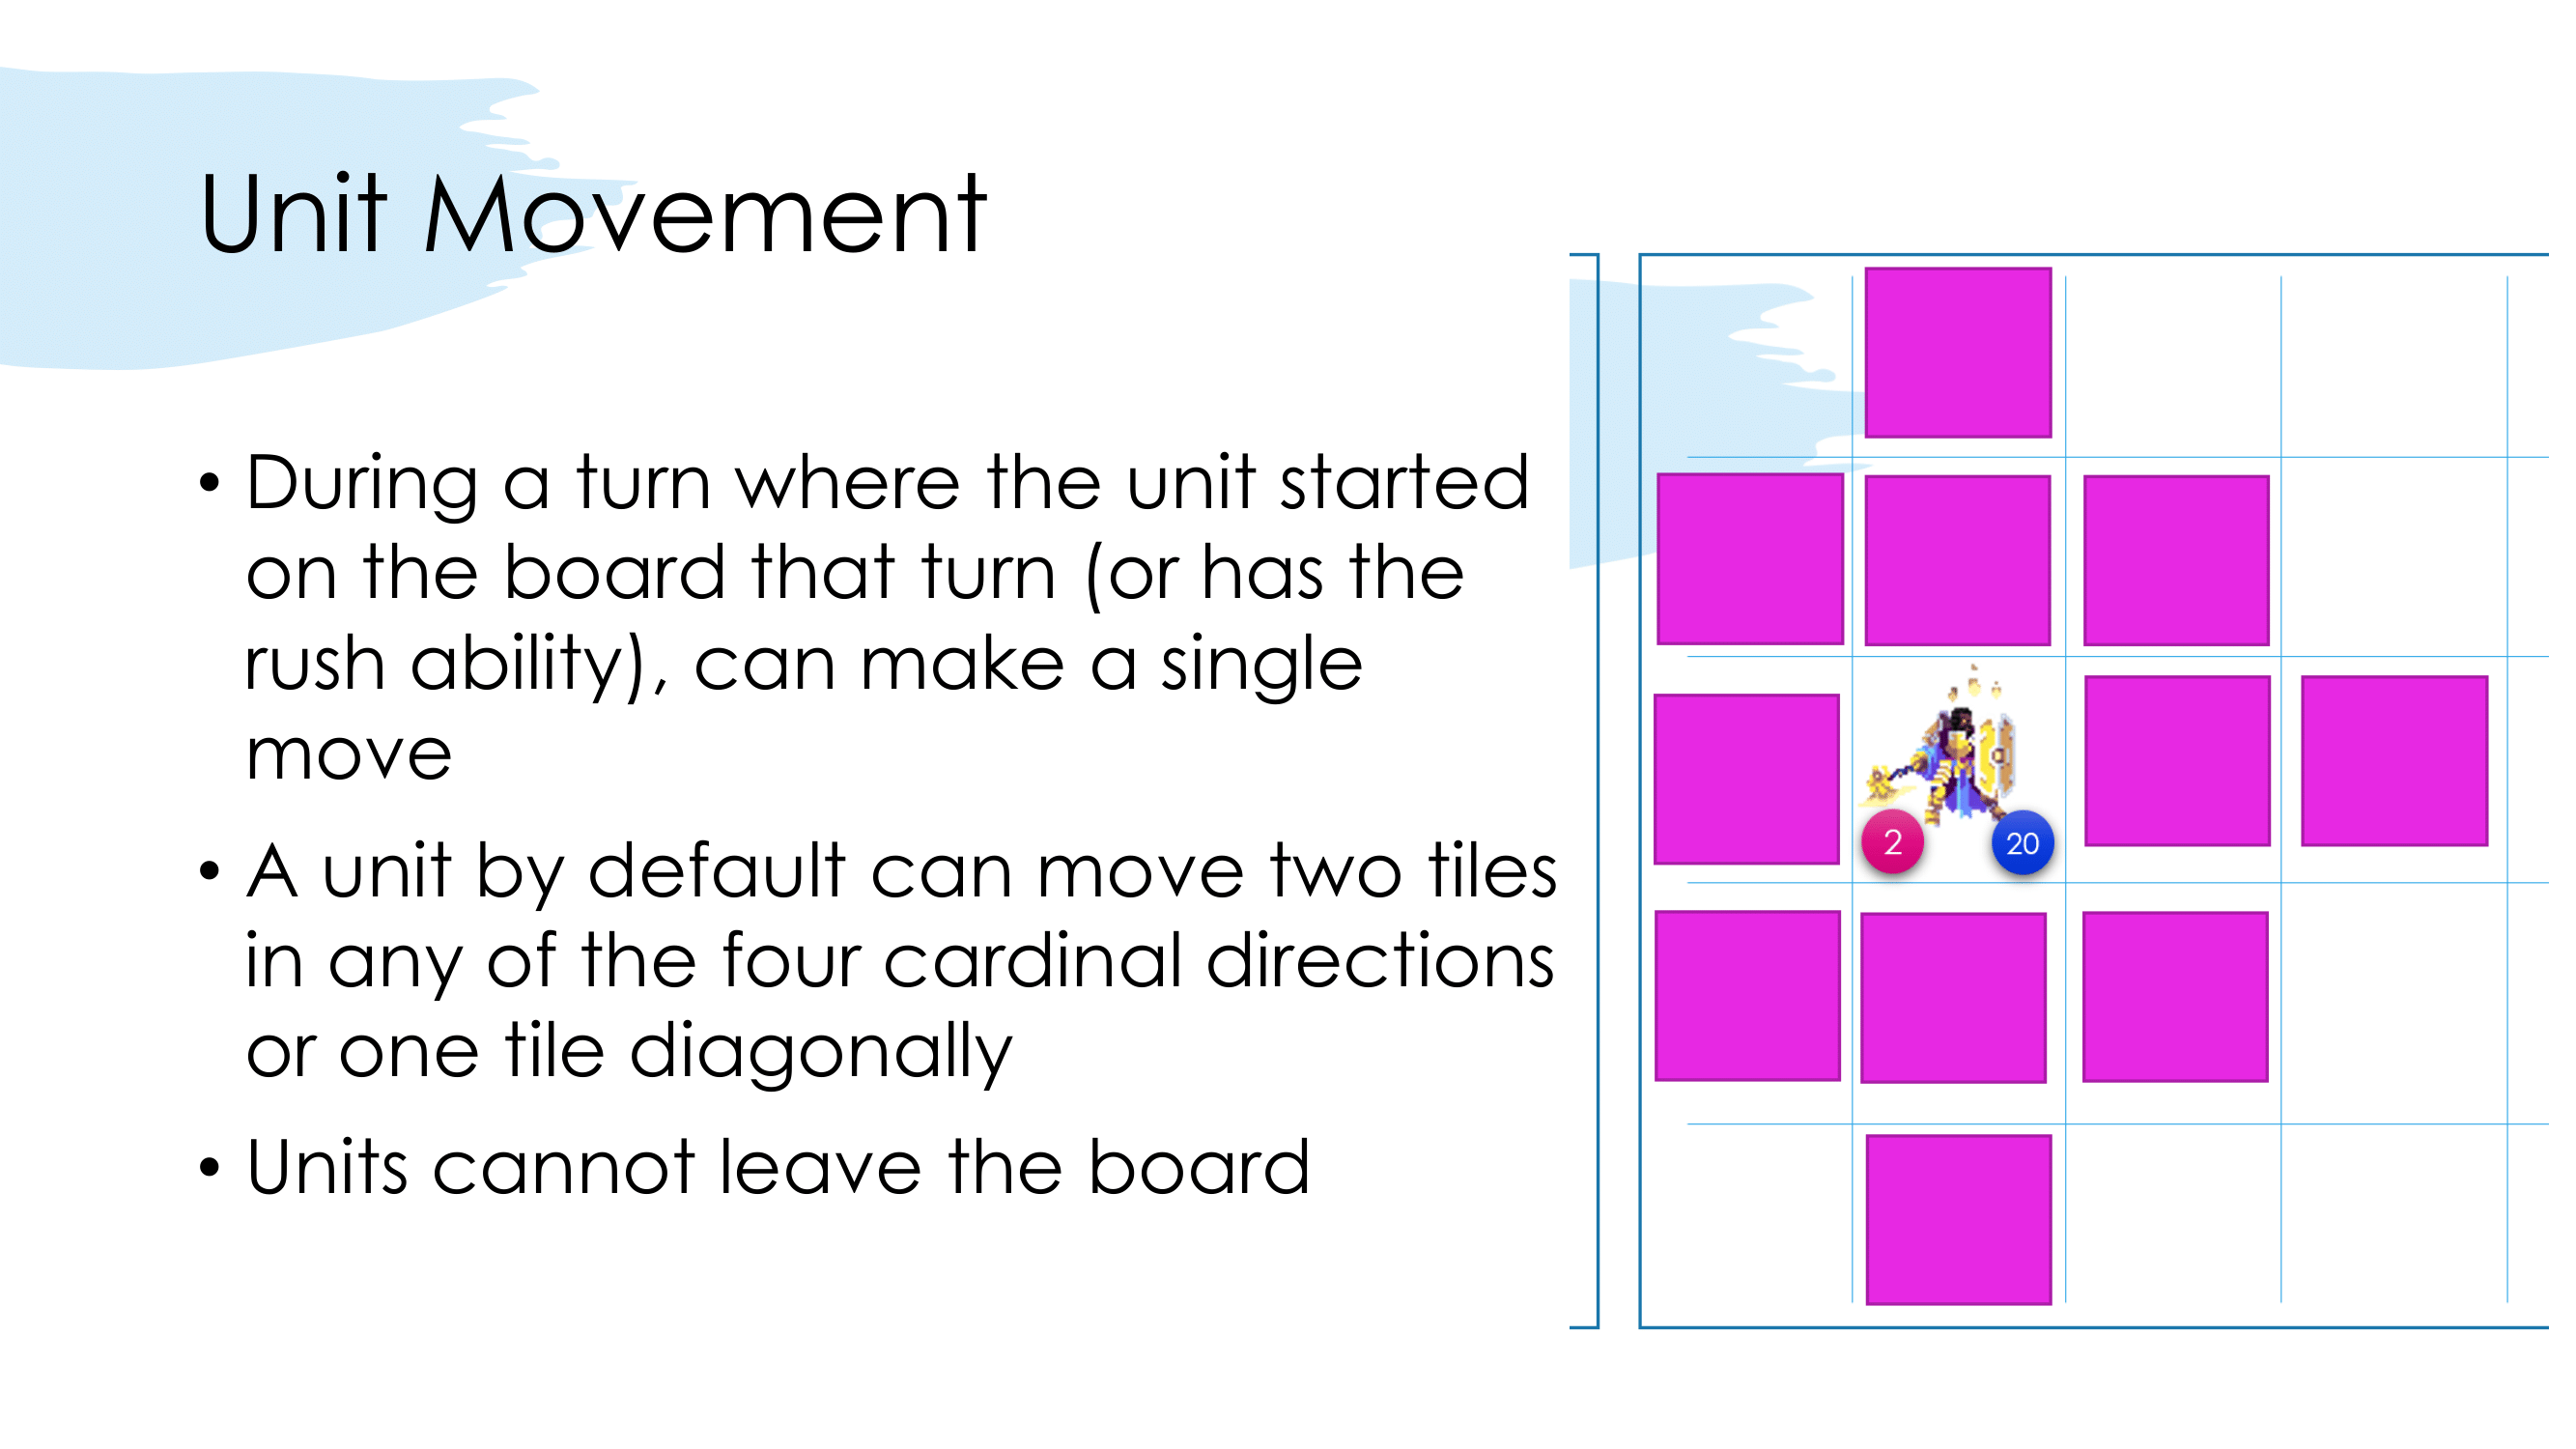 Unit Movement
• During a turn where the unit started
on the board that turn (or has the
rush ability), can make a single
move
• A unit by default can move two tiles
in any of the four cardinal directions
or one tile diagonally
• Units cannot leave the board
2
20